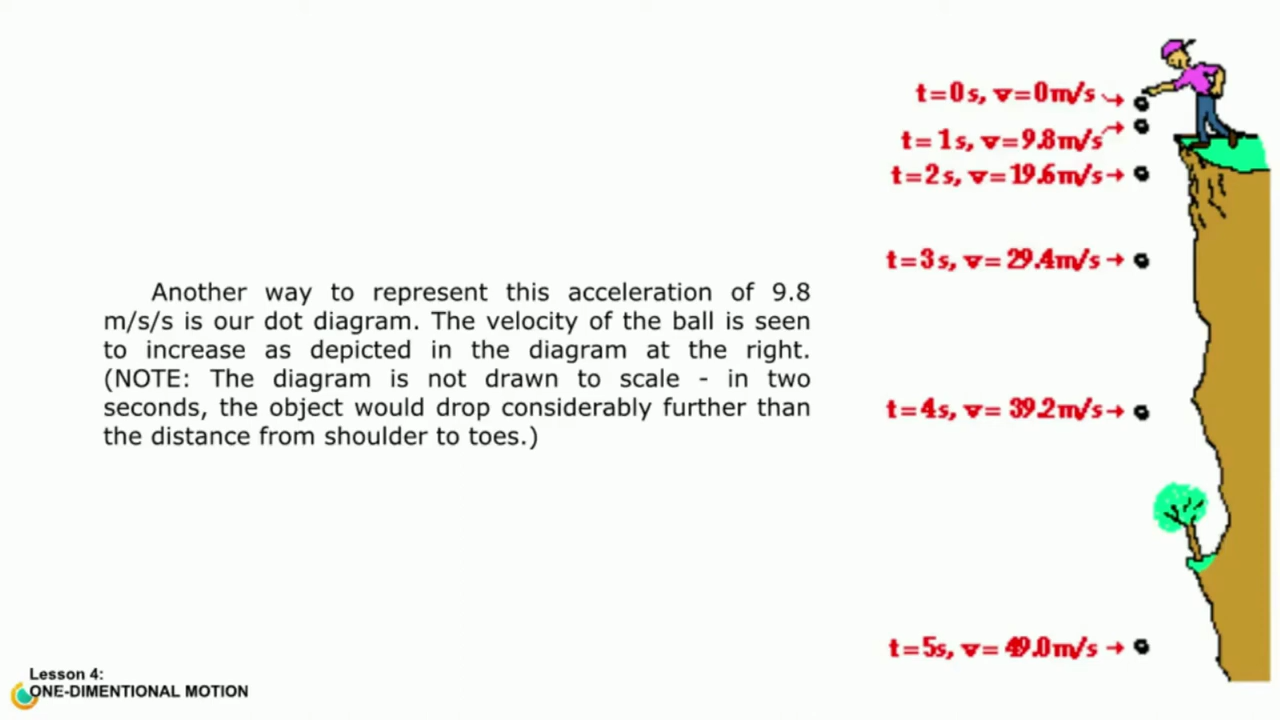 t=0s, v=0m/s
t=1s, v=9.8m/s
t=2s, v=19.6m/s
t=3s, v=29.4m/s
Another way to represent this acceleration of 9.8
m/s/s is our dot diagram. The velocity of the ball is seen
to increase as depicted in the diagram at the right.
(NOTE: The diagram is not drawn to scale - in two
seconds, the object would drop considerably further than
the distance from shoulder to toes.)
t=4s, v=39.2m/s
t=5s, v=49.0m/s
Lesson 4:
ONE-DIMENTIONAL MOTION